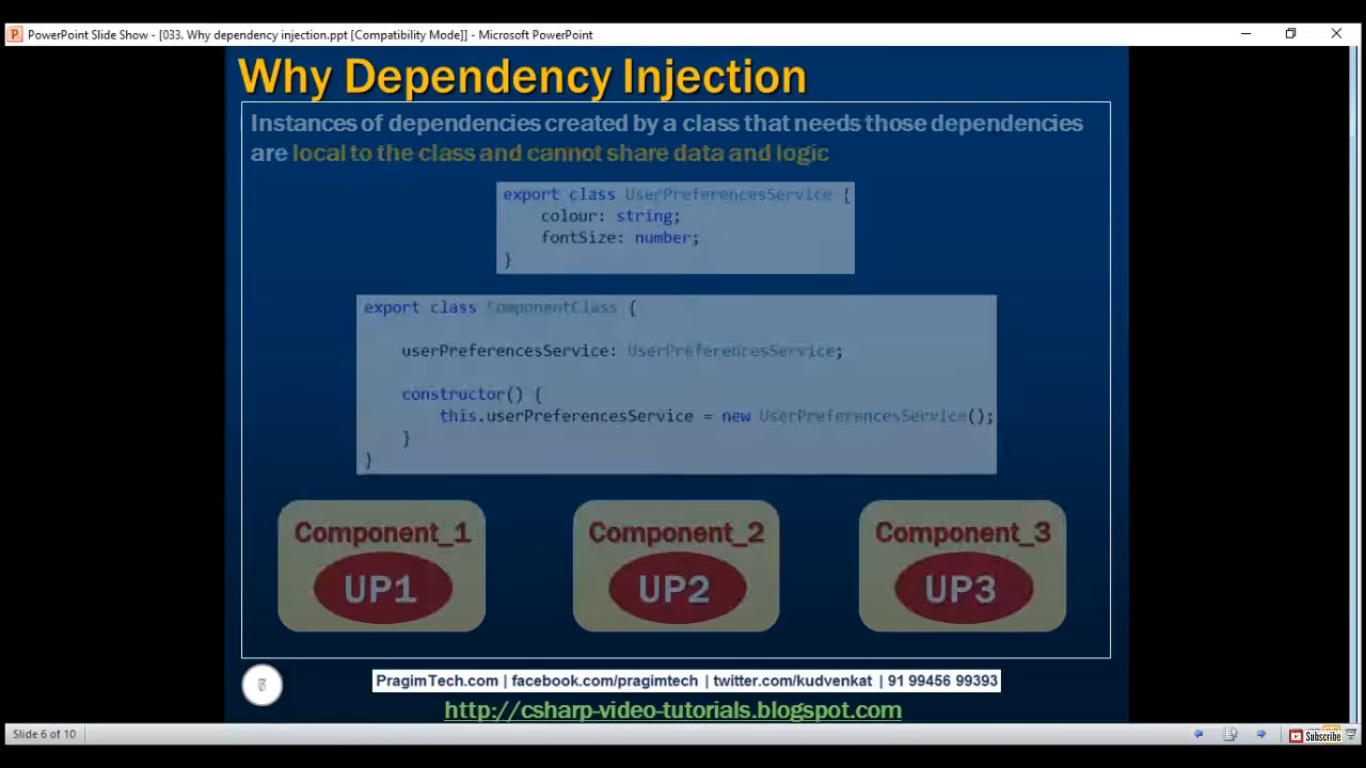 PowerPoint Slide Show - [033. Why dependency injection.ppt [Compatibility Mode]] - Microsoft PowerPoint
Why Dependency Injection
Instances of dependencies created by a class that needs those dependencies
are local to the class and cannot share data and logic
export class UserPreferencesService {
colour: string;
fontSize: number;
}
export class ComponentClass {
userPreferencesService: UserPreferencesService;
constructor() {
this.userPreferencesService = new UserPreferencesService();
}
}
Component_1
UP1
Component_2
UP2
Component_3
UP3
PragimTech.com | facebook.com/pragimtech | twitter.com/kudvenkat | 91 99456 99393
http://csharp-video-tutorials.blogspot.com
Slide 6 of 10
Subscribe